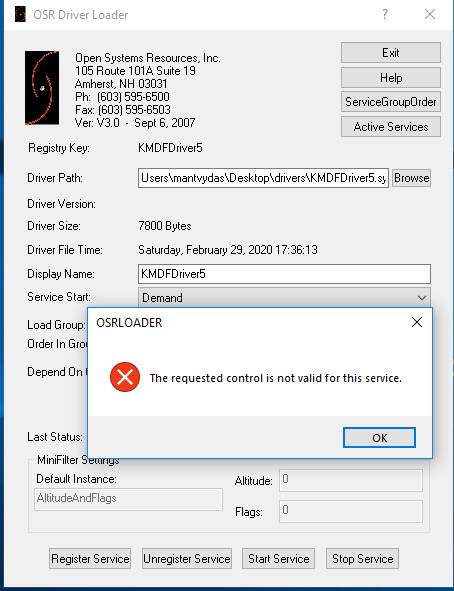 OSR Driver Loader
?
Open Systems Resources, Inc.
105 Route 101A Suite 19
Amherst, NH 03031
Ph: (603) 595-6500
Fax: (603) 595-6503
Ver: V3.0 - Sept 6, 2007
Exit
Help
ServiceGroupOrder
Active Services
Registry Key: KMDFDriver5
Driver Path: Users\mantvydas\Desktop\drivers\KMDFDriver5.sy Browse
Driver Version:
Driver Size: 7800 Bytes
Driver File Time: Saturday, February 29, 2020 17:36:13
Display Name: KMDFDriver5
Service Start: Demand
Load Group:
Order In Grou
Depend On
OSRLOADER
The requested control is not valid for this service.
OK
Last Status:
MiniFilter Settings
Default Instance:
AltitudeAndFlags
Altitude: 0
Flags: 0
Register Service Unregister Service Start Service Stop Service